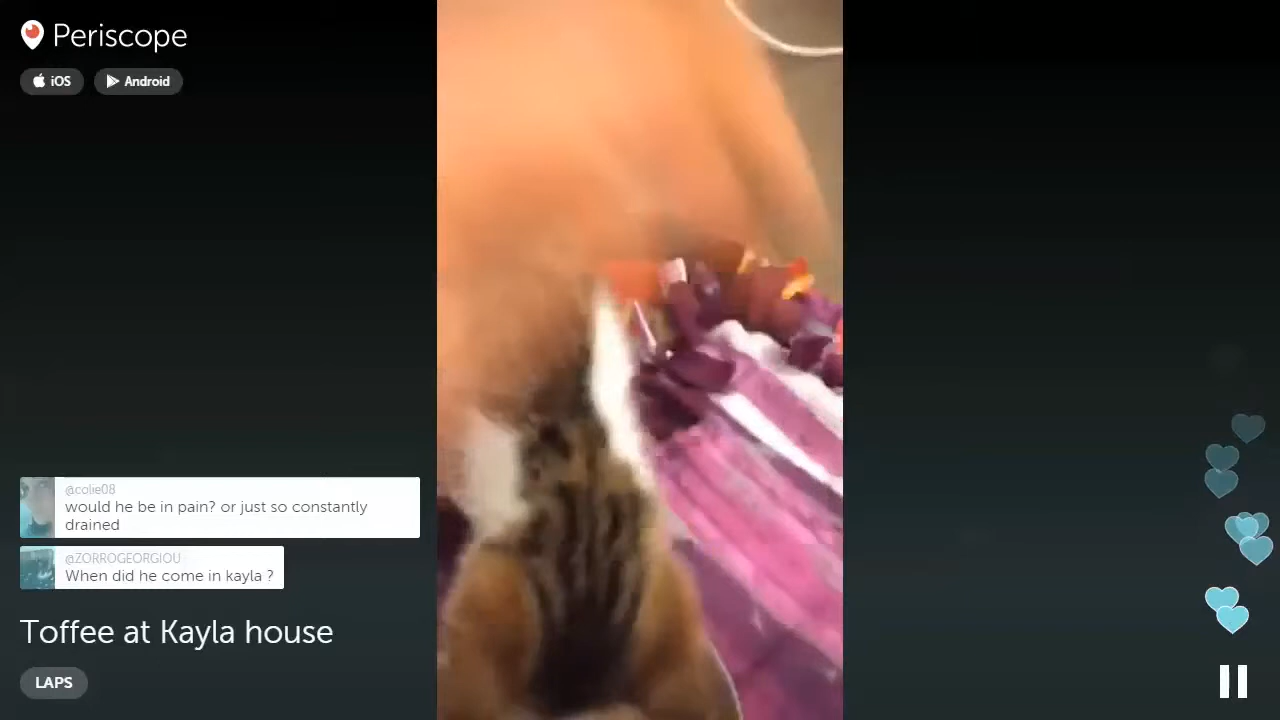 Periscope
iOS
Android
@colie08
would he be in pain? or just so constantly
drained
@ZORROGEORGIOU
When did he come in kayla ?
Toffee at Kayla house
LAPS